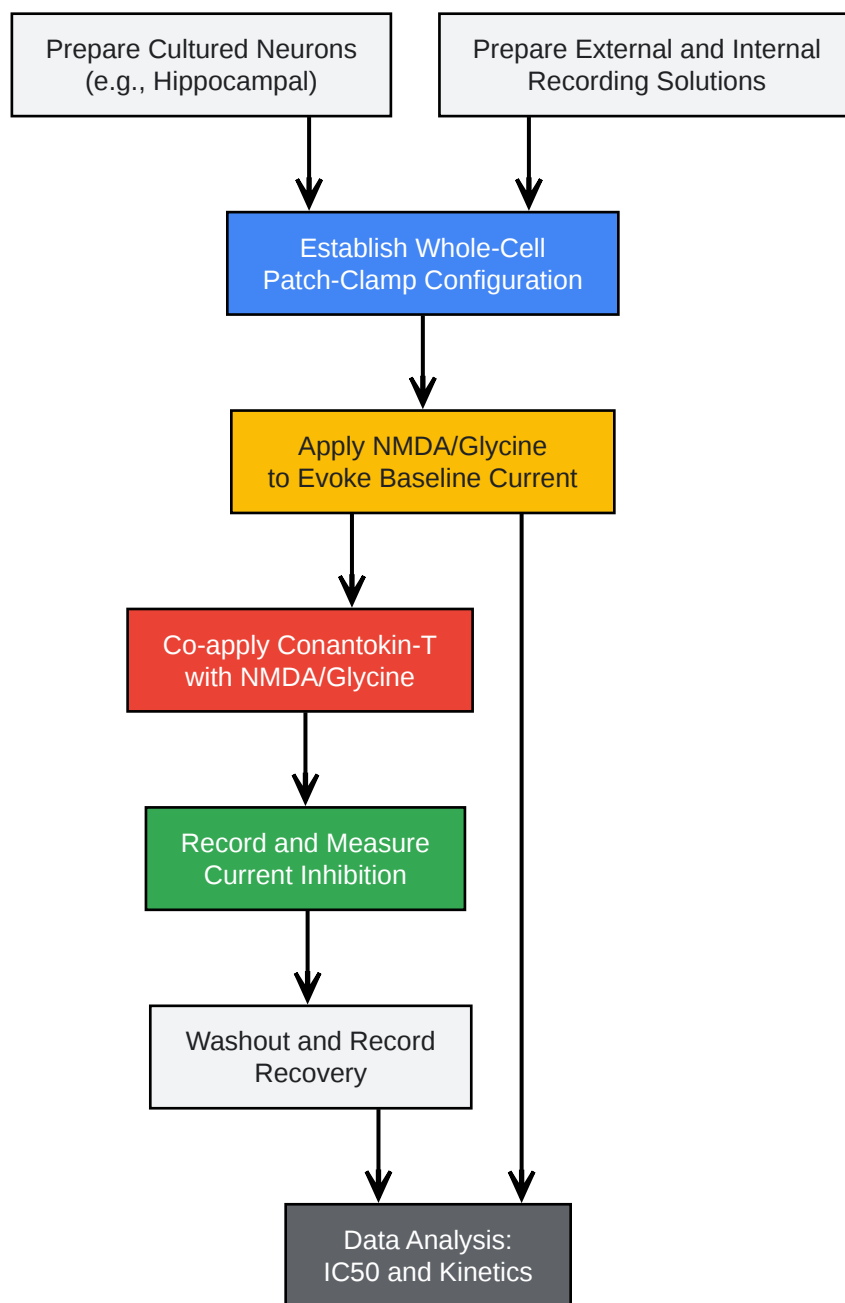 Prepare Cultured Neurons
(e.g., Hippocampal)
Prepare External and Internal
Recording Solutions
Establish Whole-Cell
Patch-Clamp Configuration
Apply NMDA/Glycine
to Evoke Baseline Current
Co-apply Conantokin-T
with NMDA/Glycine
Record and Measure
Current Inhibition
Washout and Record
Recovery
Data Analysis:
IC50 and Kinetics